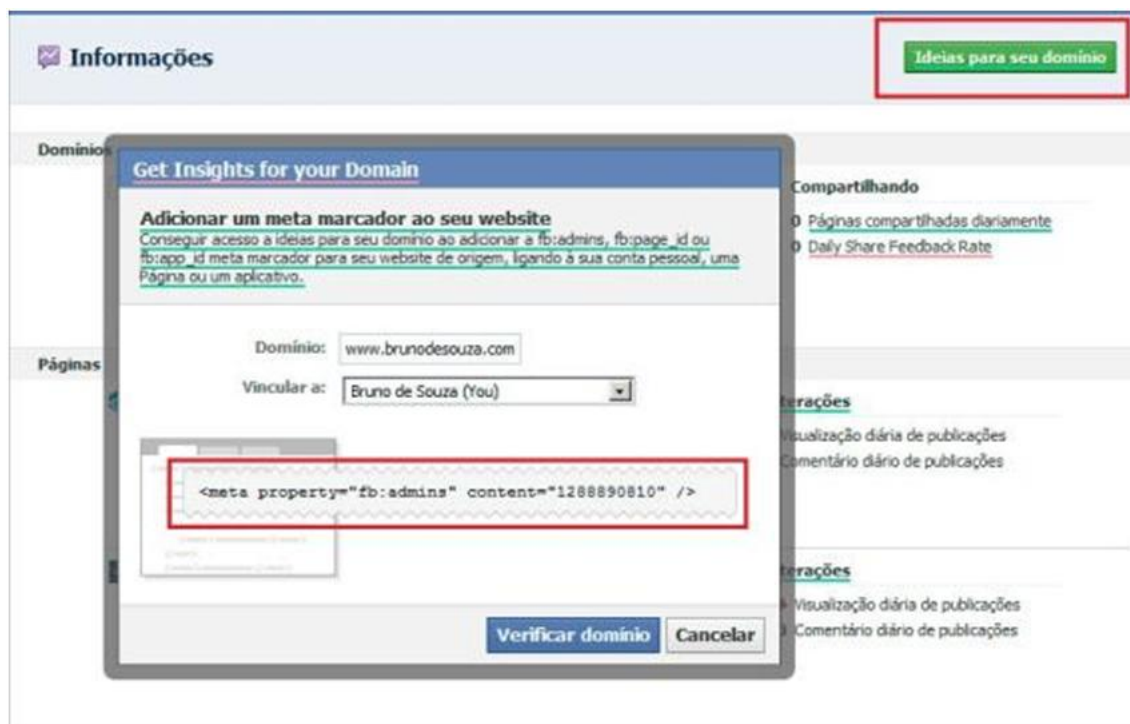 Informações
Ideias para seu domínio
Domínios
Get Insights for your Domain
Adicionar um meta marcador ao seu website
Conseguir acesso a ideias para seu domínio ao adicionar a fb:admins, fb:page_id ou
fb:app_id meta marcador para seu website de origem, ligando à sua conta pessoal, uma
Página ou um aplicativo.
Domínio: www.brunodesouza.com
Vincular a: Bruno de Souza (You)
<meta property="fb:admins" content="1288890810" />
Verificar domínio Cancelar
Compartilhando
0 Páginas compartilhadas diariamente
0 Daily Share Feedback Rate
Páginas
terações
Visualização diária de publicações
Comentário diário de publicações
terações
Visualização diária de publicações
Comentário diário de publicações